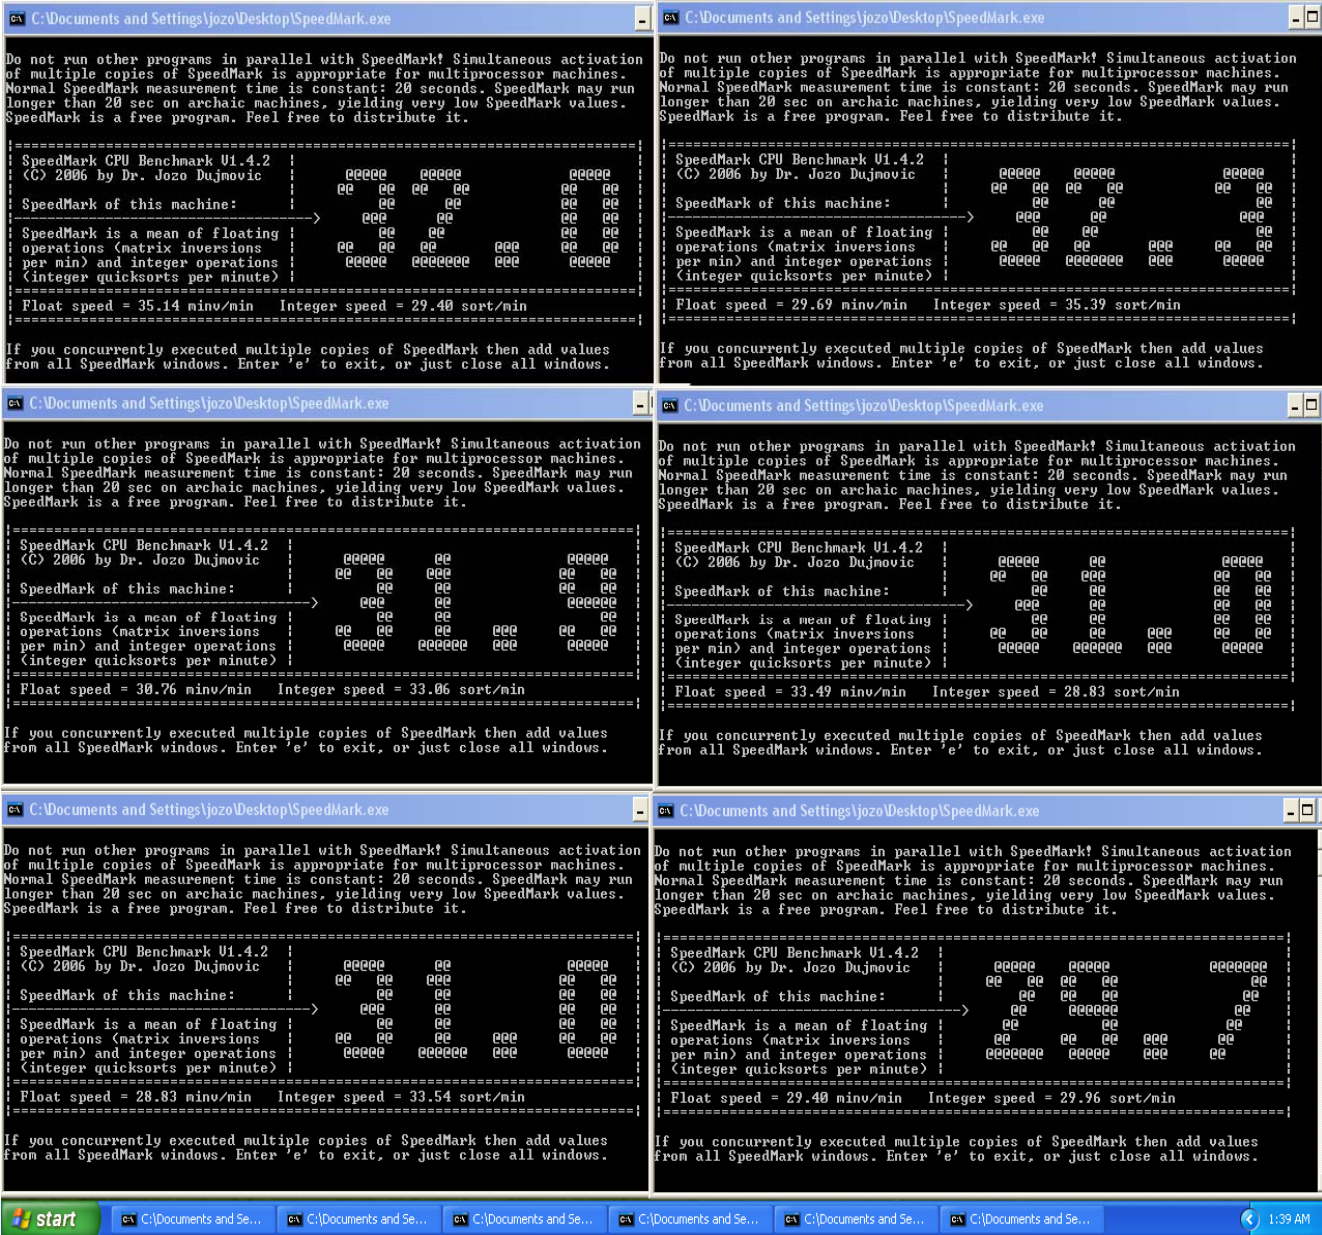 C:\Documents and Settings\jozo\Desktop\SpeedMark.exe
Do not run other programs in parallel with SpeedMark! Simultaneous activation
of multiple copies of SpeedMark is appropriate for multiprocessor machines.
Normal SpeedMark measurement time is constant: 20 seconds. SpeedMark may run
longer than 20 sec on archaic machines, yielding very low SpeedMark values.
SpeedMark is a free program. Feel free to distribute it.
SpeedMark CPU Benchmark V1.4.2
(C) 2006 by Dr. Jozo Dujmovic
SpeedMark of this machine:
32.0
SpeedMark is a mean of floating
operations (matrix inversions
per min) and integer operations
(integer quicksorts per minute)
Float speed = 35.14 minv/min Integer speed = 29.40 sort/min
If you concurrently executed multiple copies of SpeedMark then add values
from all SpeedMark windows. Enter 'e' to exit, or just close all windows.
C:\Documents and Settings\jozo\Desktop\SpeedMark.exe
Do not run other programs in parallel with SpeedMark! Simultaneous activation
of multiple copies of SpeedMark is appropriate for multiprocessor machines.
Normal SpeedMark measurement time is constant: 20 seconds. SpeedMark may run
longer than 20 sec on archaic machines, yielding very low SpeedMark values.
SpeedMark is a free program. Feel free to distribute it.
SpeedMark CPU Benchmark V1.4.2
(C) 2006 by Dr. Jozo Dujmovic
SpeedMark of this machine:
32.3
SpeedMark is a mean of floating
operations (matrix inversions
per min) and integer operations
(integer quicksorts per minute)
Float speed = 29.69 minv/min Integer speed = 35.39 sort/min
If you concurrently executed multiple copies of SpeedMark then add values
from all SpeedMark windows. Enter 'e' to exit, or just close all windows.
C:\Documents and Settings\jozo\Desktop\SpeedMark.exe
Do not run other programs in parallel with SpeedMark! Simultaneous activation
of multiple copies of SpeedMark is appropriate for multiprocessor machines.
Normal SpeedMark measurement time is constant: 20 seconds. SpeedMark may run
longer than 20 sec on archaic machines, yielding very low SpeedMark values.
SpeedMark is a free program. Feel free to distribute it.
SpeedMark CPU Benchmark V1.4.2
(C) 2006 by Dr. Jozo Dujmovic
SpeedMark of this machine:
31.9
SpeedMark is a mean of floating
operations (matrix inversions
per min) and integer operations
(integer quicksorts per minute)
Float speed = 30.76 minv/min Integer speed = 33.06 sort/min
If you concurrently executed multiple copies of SpeedMark then add values
from all SpeedMark windows. Enter 'e' to exit, or just close all windows.
C:\Documents and Settings\jozo\Desktop\SpeedMark.exe
Do not run other programs in parallel with SpeedMark! Simultaneous activation
of multiple copies of SpeedMark is appropriate for multiprocessor machines.
Normal SpeedMark measurement time is constant: 20 seconds. SpeedMark may run
longer than 20 sec on archaic machines, yielding very low SpeedMark values.
SpeedMark is a free program. Feel free to distribute it.
SpeedMark CPU Benchmark V1.4.2
(C) 2006 by Dr. Jozo Dujmovic
SpeedMark of this machine:
31.0
SpeedMark is a mean of floating
operations (matrix inversions
per min) and integer operations
(integer quicksorts per minute)
Float speed = 33.49 minv/min Integer speed = 28.83 sort/min
If you concurrently executed multiple copies of SpeedMark then add values
from all SpeedMark windows. Enter 'e' to exit, or just close all windows.
C:\Documents and Settings\jozo\Desktop\SpeedMark.exe
Do not run other programs in parallel with SpeedMark! Simultaneous activation
of multiple copies of SpeedMark is appropriate for multiprocessor machines.
Normal SpeedMark measurement time is constant: 20 seconds. SpeedMark may run
longer than 20 sec on archaic machines, yielding very low SpeedMark values.
SpeedMark is a free program. Feel free to distribute it.
SpeedMark CPU Benchmark V1.4.2
(C) 2006 by Dr. Jozo Dujmovic
SpeedMark of this machine:
31.0
SpeedMark is a mean of floating
operations (matrix inversions
per min) and integer operations
(integer quicksorts per minute)
Float speed = 28.83 minv/min Integer speed = 33.54 sort/min
If you concurrently executed multiple copies of SpeedMark then add values
from all SpeedMark windows. Enter 'e' to exit, or just close all windows.
C:\Documents and Settings\jozo\Desktop\SpeedMark.exe
Do not run other programs in parallel with SpeedMark! Simultaneous activation
of multiple copies of SpeedMark is appropriate for multiprocessor machines.
Normal SpeedMark measurement time is constant: 20 seconds. SpeedMark may run
longer than 20 sec on archaic machines, yielding very low SpeedMark values.
SpeedMark is a free program. Feel free to distribute it.
SpeedMark CPU Benchmark V1.4.2
(C) 2006 by Dr. Jozo Dujmovic
SpeedMark of this machine:
29.7
SpeedMark is a mean of floating
operations (matrix inversions
per min) and integer operations
(integer quicksorts per minute)
Float speed = 29.40 minv/min Integer speed = 29.96 sort/min
If you concurrently executed multiple copies of SpeedMark then add values
from all SpeedMark windows. Enter 'e' to exit, or just close all windows.
start C:\Documents and Se... C:\Documents and Se... C:\Documents and Se... C:\Documents and Se... C:\Documents and Se... C:\Documents and Se... 1:39 AM